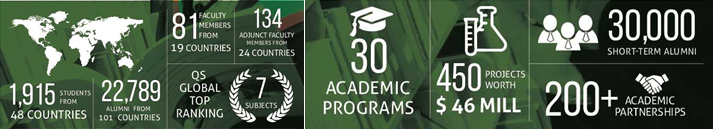 81 FACULTY
MEMBERS
FROM
19 COUNTRIES
134
ADJUNCT FACULTY
MEMBERS FROM
24 COUNTRIES
1,915 STUDENTS
FROM
48 COUNTRIES
22,789
ALUMNI FROM
101 COUNTRIES
QS
GLOBAL
TOP
RANKING
7
SUBJECTS
30
ACADEMIC
PROGRAMS
450 PROJECTS
WORTH
$ 46 MILL
30,000
SHORT-TERM ALUMNI
200+ ACADEMIC
PARTNERSHIPS